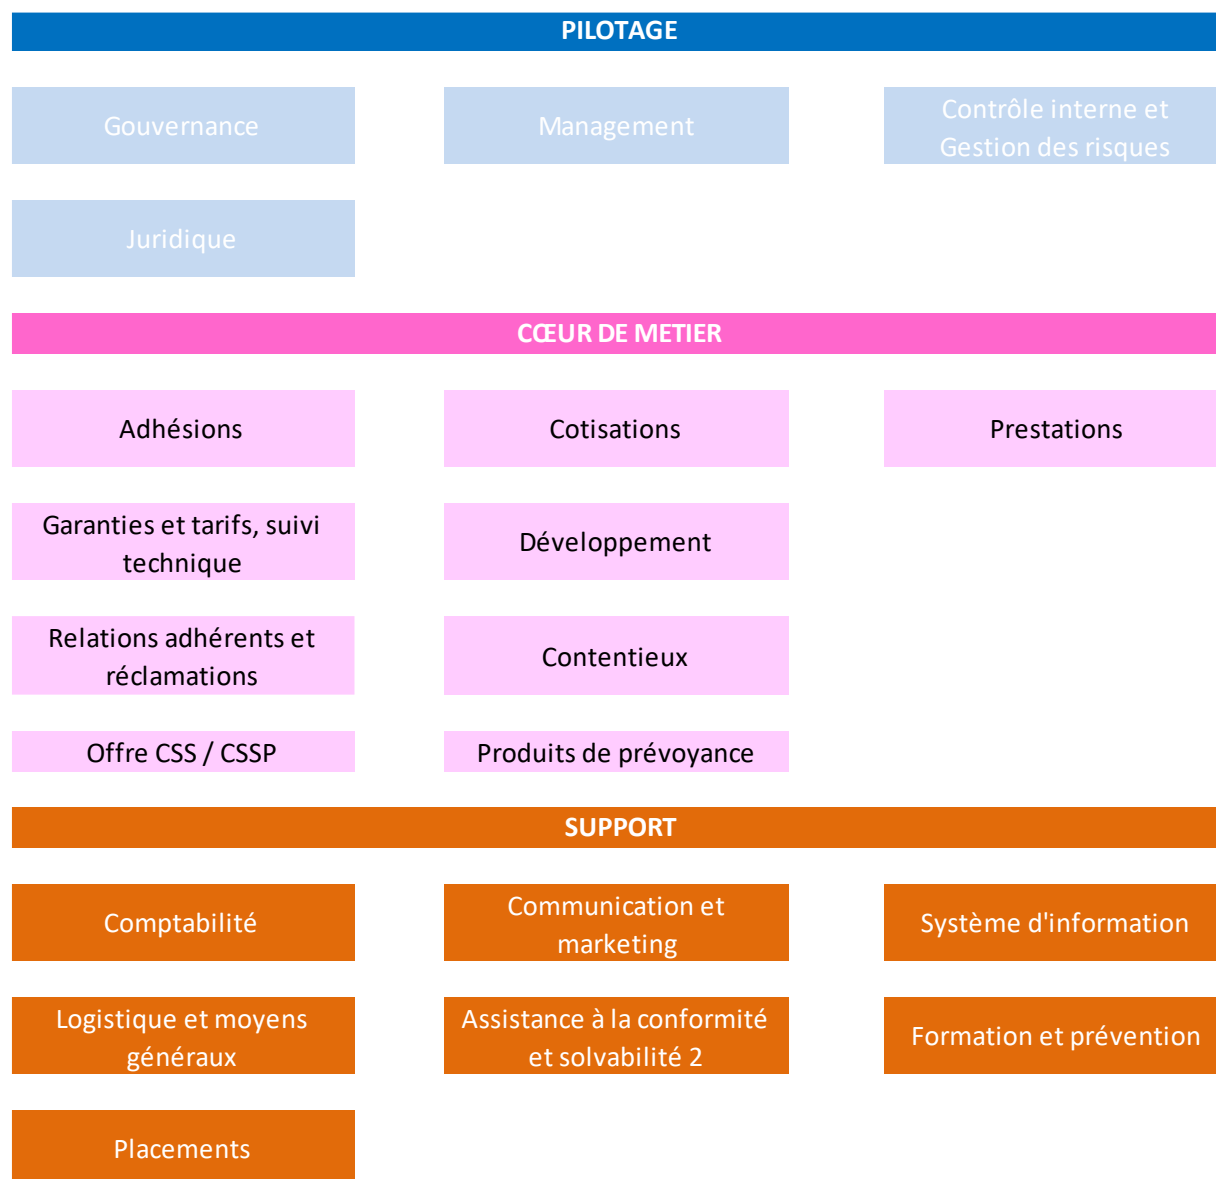 PILOTAGE
Gouvernance
Management
Contrôle interne et
Gestion des risques
Juridique
CŒUR DE METIER
Adhésions
Cotisations
Prestations
Garanties et tarifs, suivi
technique
Développement
Relations adhérents et
réclamations
Contentieux
Offre CSS / CSSP
Produits de prévoyance
SUPPORT
Comptabilité
Communication et
marketing
Système d'information
Logistique et moyens
généraux
Assistance à la conformité
et solvabilité 2
Formation et prévention
Placements